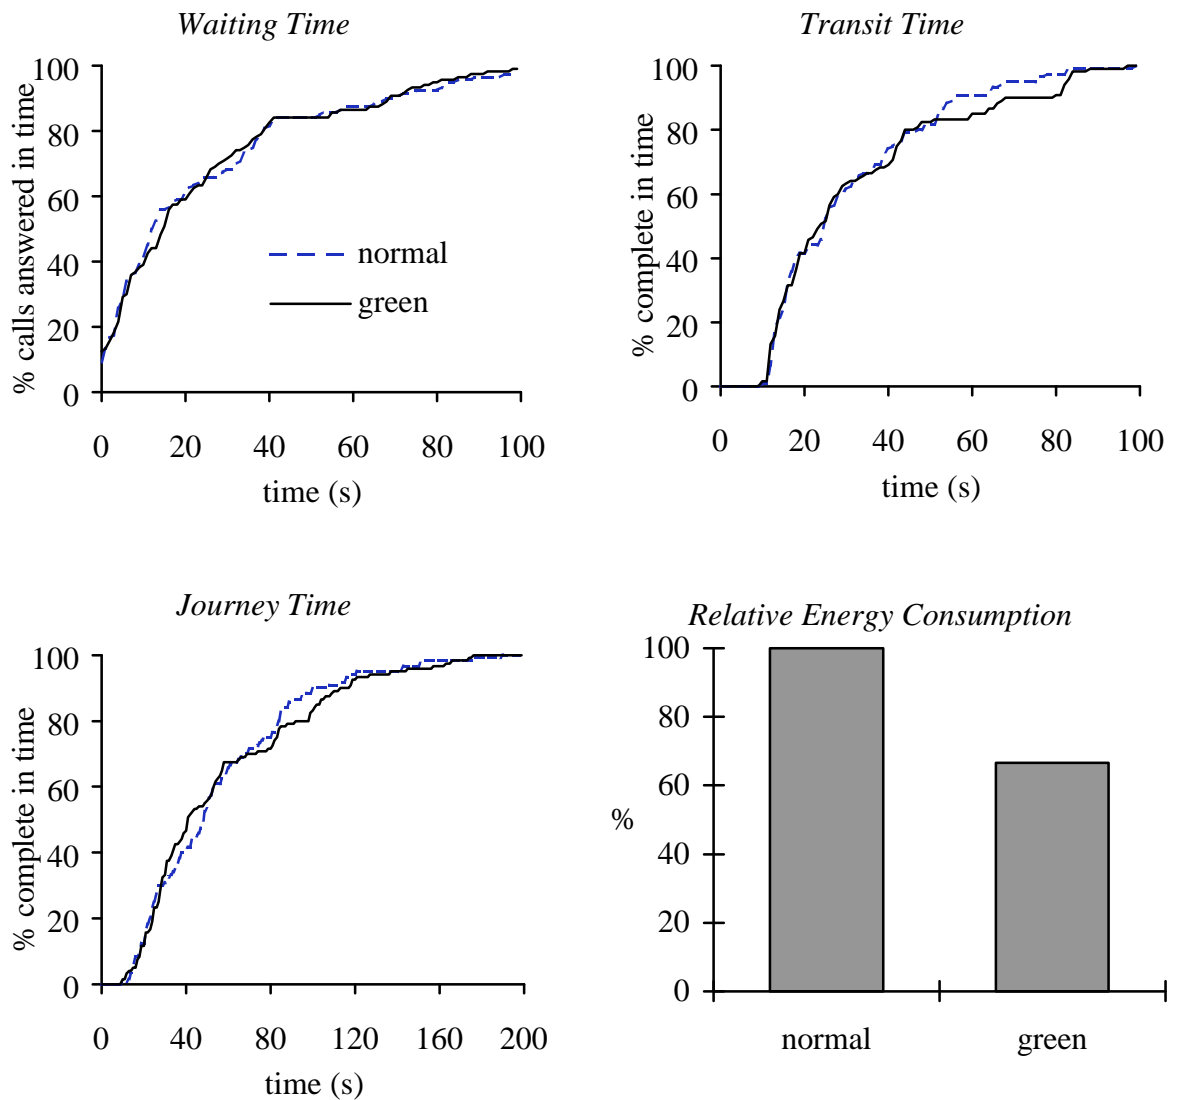 Waiting Time
% calls answered in time
100
80
60
40
20
0
normal
green
0 20 40 60 80 100
time (s)
Transit Time
% complete in time
100
80
60
40
20
0
0 20 40 60 80 100
time (s)
Journey Time
% complete in time
100
80
60
40
20
0
0 40 80 120 160 200
time (s)
Relative Energy Consumption
%
100
80
60
40
20
0
normal green